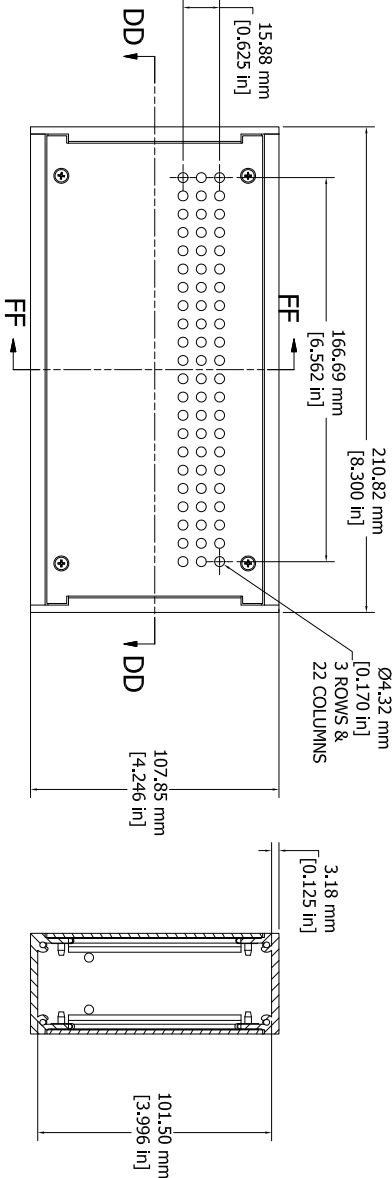 15.88 mm
[0.625 in]
DD
FF
FF
166.69 mm
[6.562 in]
210.82 mm
[8.300 in]
Ø4.32 mm
[0.170 in]
3 ROWS &
22 COLUMNS
DD
107.85 mm
[4.246 in]
3.18 mm
[0.125 in]
101.50 mm
[3.996 in]